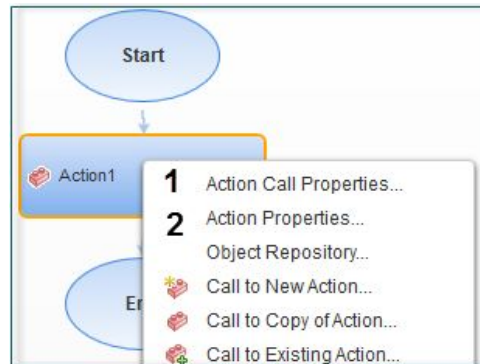 Start
Action1
1 Action Call Properties...
2 Action Properties...
Object Repository...
Call to New Action...
Call to Copy of Action...
Call to Existing Action...